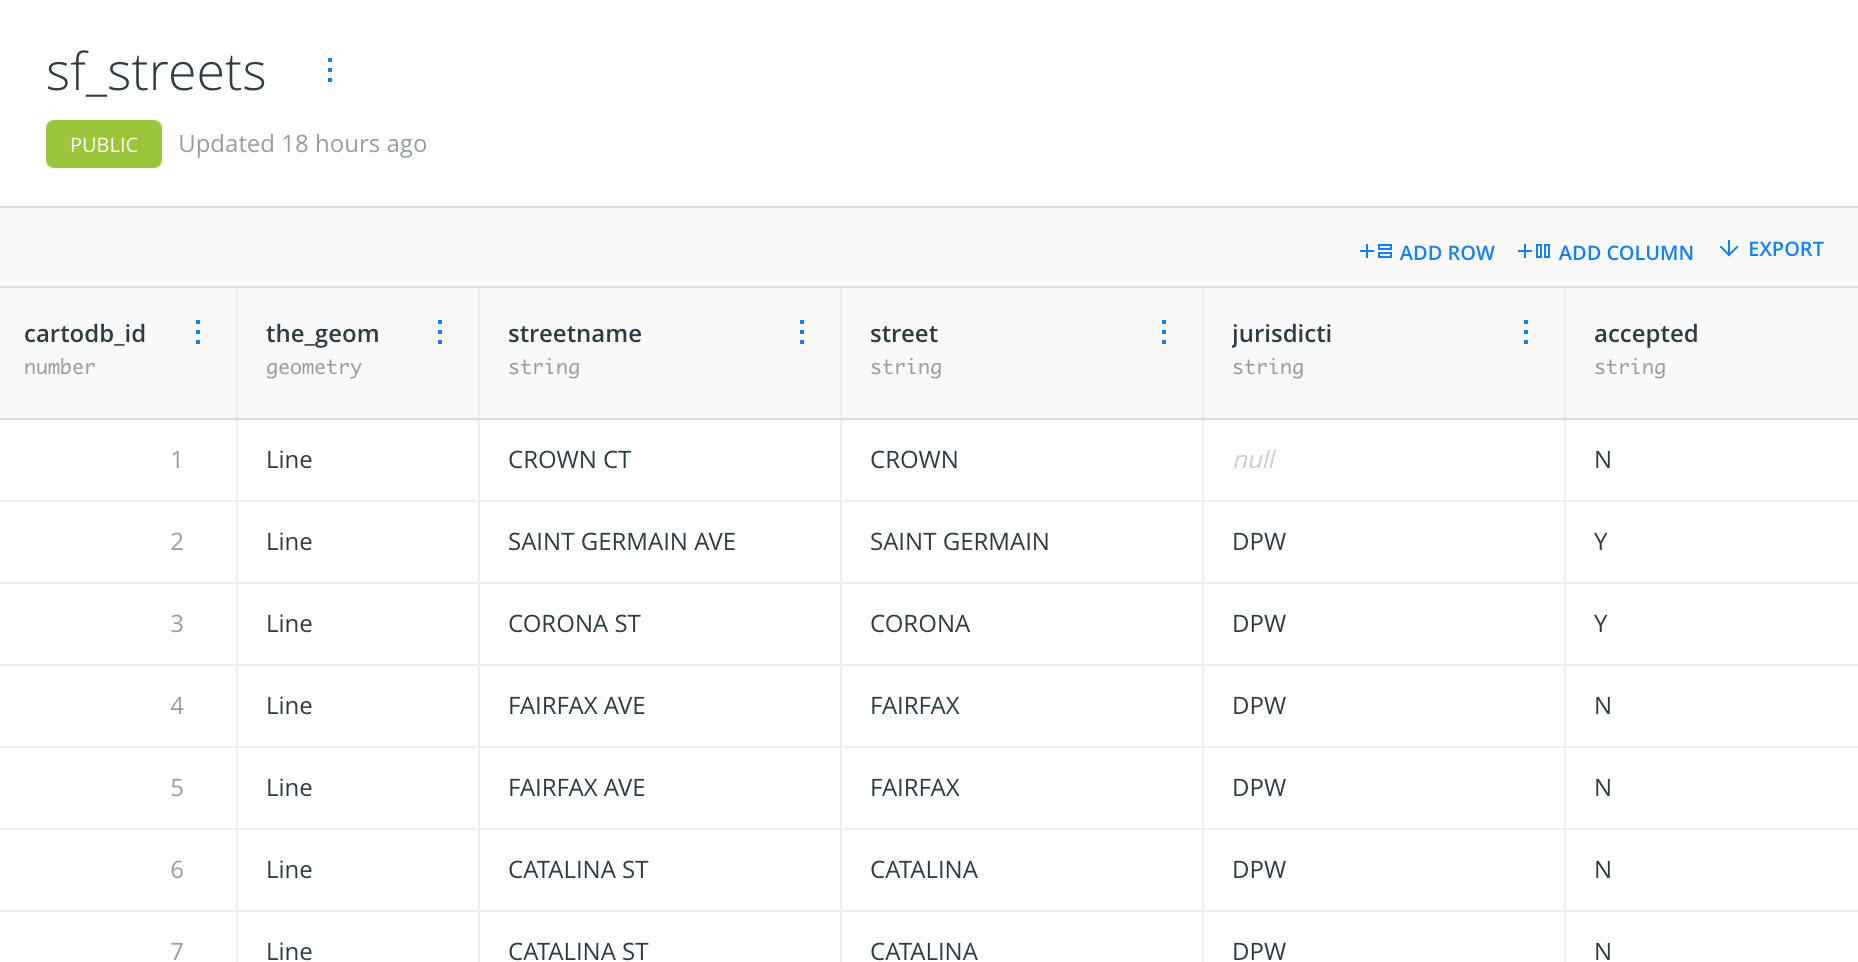 sf_streets
PUBLIC Updated 18 hours ago
ADD ROW ADD COLUMN EXPORT
cartodb_id the_geom streetname street jurisdicti accepted
number geometry string string string string
1 Line CROWN CT CROWN null N
2 Line SAINT GERMAIN AVE SAINT GERMAIN DPW Y
3 Line CORONA ST CORONA DPW Y
4 Line FAIRFAX AVE FAIRFAX DPW N
5 Line FAIRFAX AVE FAIRFAX DPW N
6 Line CATALINA ST CATALINA DPW N
7 Line CATALINA ST CATALINA DPW N